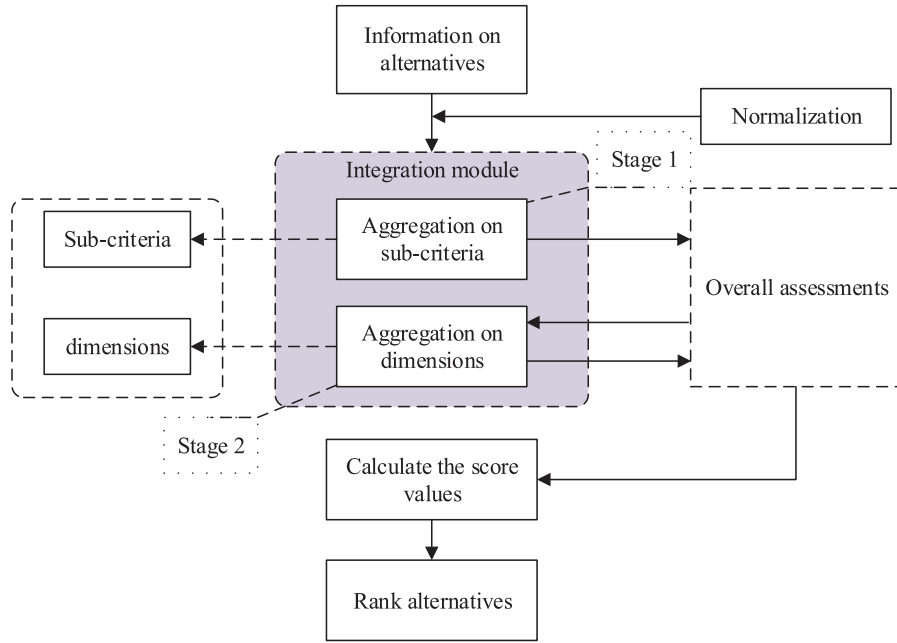 Information on
alternatives
Normalization
Stage 1
Integration module
Sub-criteria
Aggregation on
sub-criteria
Overall assessments
dimensions
Aggregation on
dimensions
Stage 2
Calculate the score
values
Rank alternatives